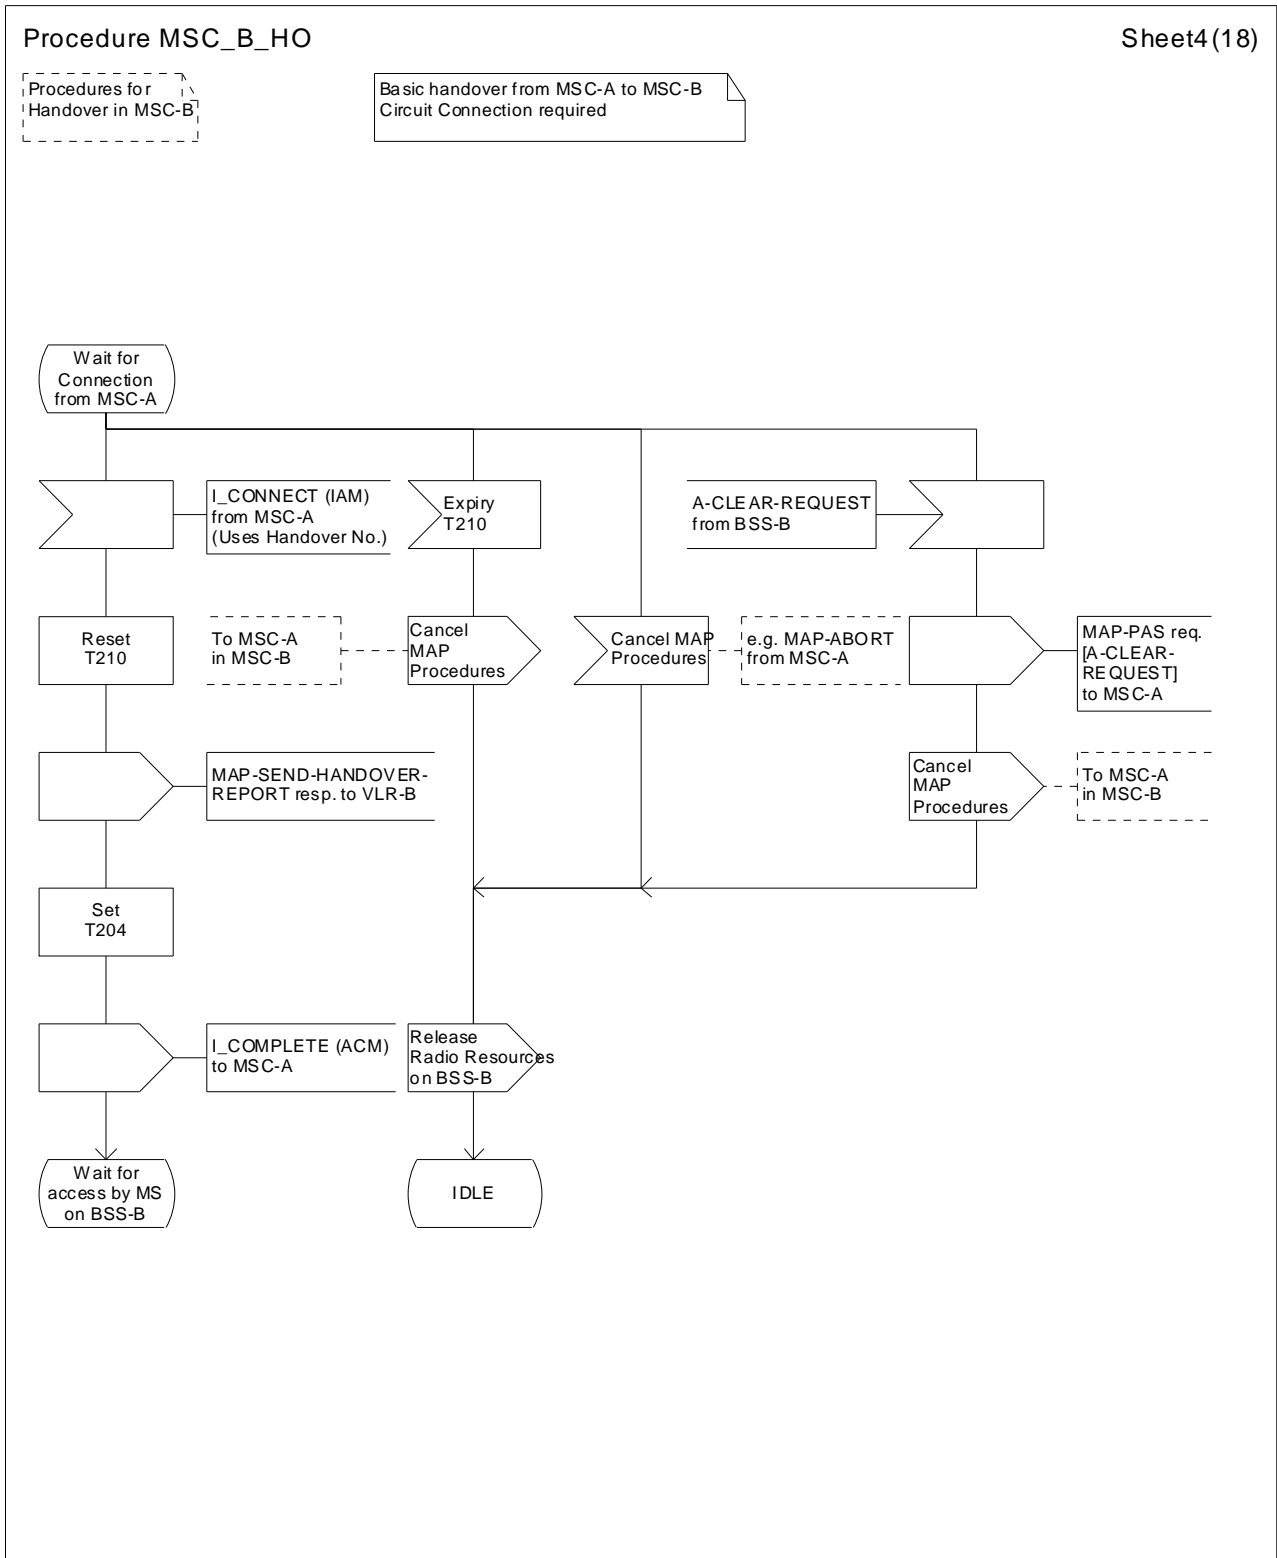 Procedure MSC_B_HO
Sheet4(18)
Procedures for
Handover in MSC-B
Basic handover from MSC-A to MSC-B
Circuit Connection required
Wait for
Connection
from MSC-A
I_CONNECT (IAM)
from MSC-A
(Uses Handover No.)
Expiry
T210
A-CLEAR-REQUEST
from BSS-B
Reset
T210
To MSC-A
in MSC-B
Cancel
MAP
Procedures
Cancel MAP
Procedures
e.g. MAP-ABORT
from MSC-A
MAP-PAS req.
[A-CLEAR-
REQUEST]
to MSC-A
MAP-SEND-HANDOVER-
REPORT resp. to VLR-B
Cancel
MAP
Procedures
To MSC-A
in MSC-B
Set
T204
I_COMPLETE (ACM)
to MSC-A
Release
Radio Resources
on BSS-B
Wait for
access by MS
on BSS-B
IDLE